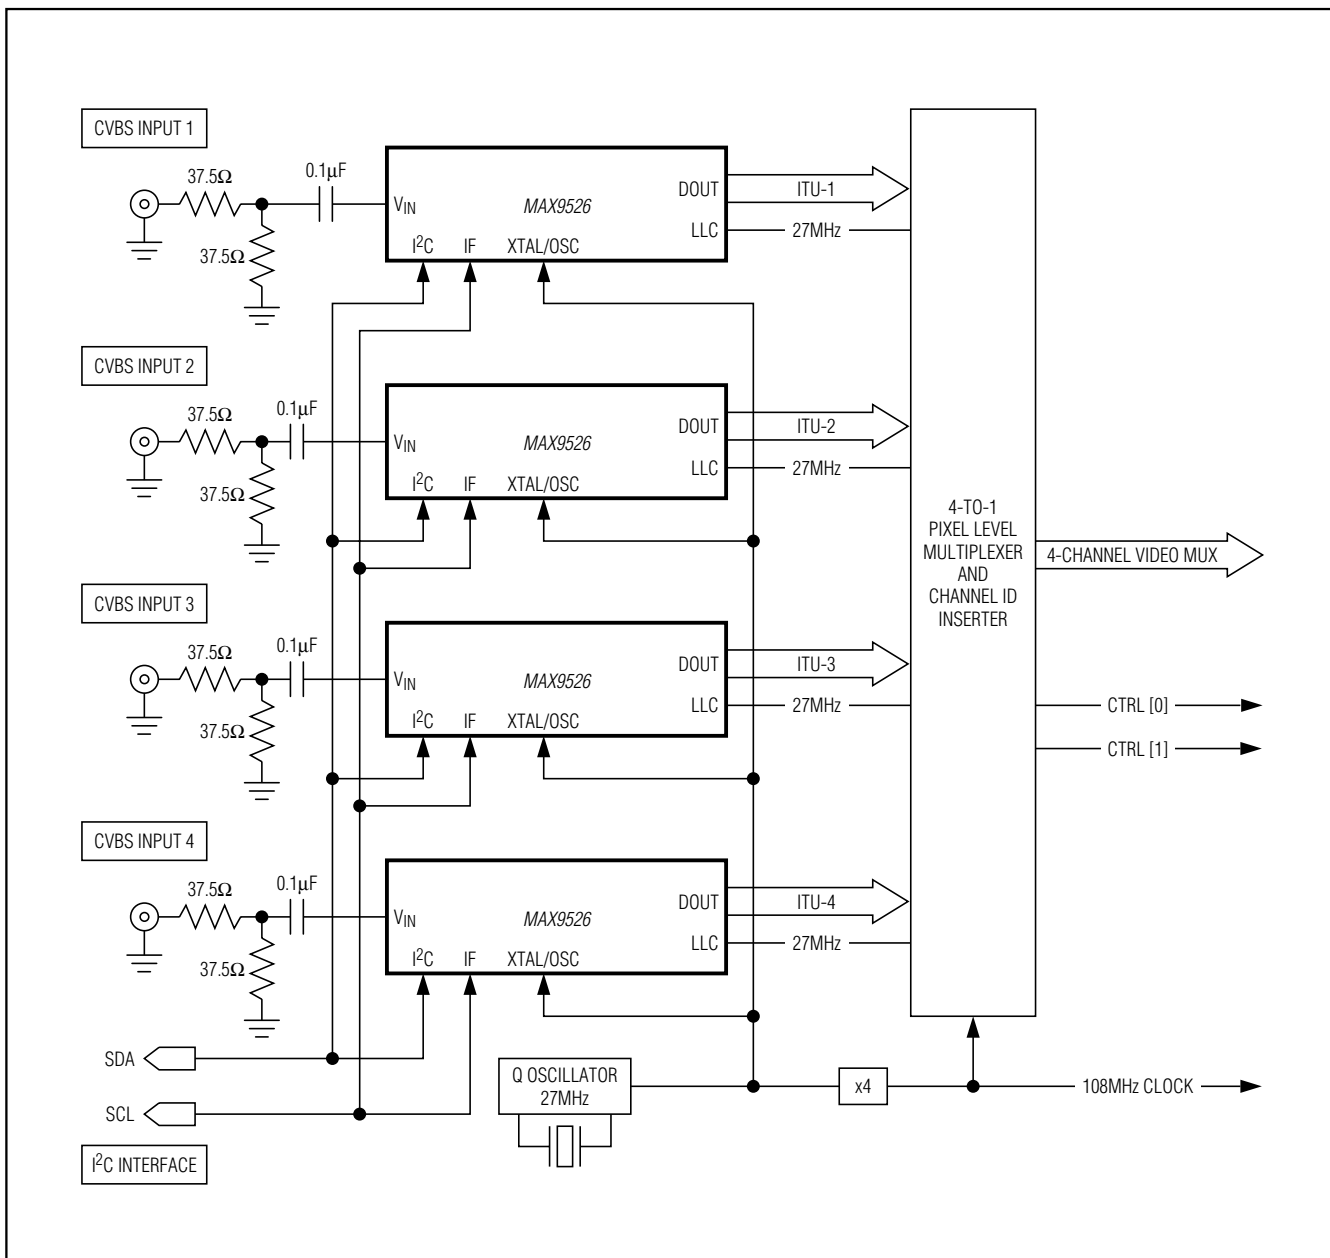 CVBS INPUT 1
37.5Ω
0.1µF
37.5Ω
VIN
MAX9526
DOUT
LLC
I2C
IF
XTAL/OSC
ITU-1
27MHz
CVBS INPUT 2
37.5Ω
0.1µF
37.5Ω
VIN
MAX9526
DOUT
LLC
I2C
IF
XTAL/OSC
ITU-2
27MHz
CVBS INPUT 3
37.5Ω
0.1µF
37.5Ω
VIN
MAX9526
DOUT
LLC
I2C
IF
XTAL/OSC
ITU-3
27MHz
CVBS INPUT 4
37.5Ω
0.1µF
37.5Ω
VIN
MAX9526
DOUT
LLC
I2C
IF
XTAL/OSC
ITU-4
27MHz
4-TO-1
PIXEL LEVEL
MULTIPLEXER
AND
CHANNEL ID
INSERTER
4-CHANNEL VIDEO MUX
CTRL [0]
CTRL [1]
SDA
SCL
I2C INTERFACE
Q OSCILLATOR
27MHz
x4
108MHz CLOCK